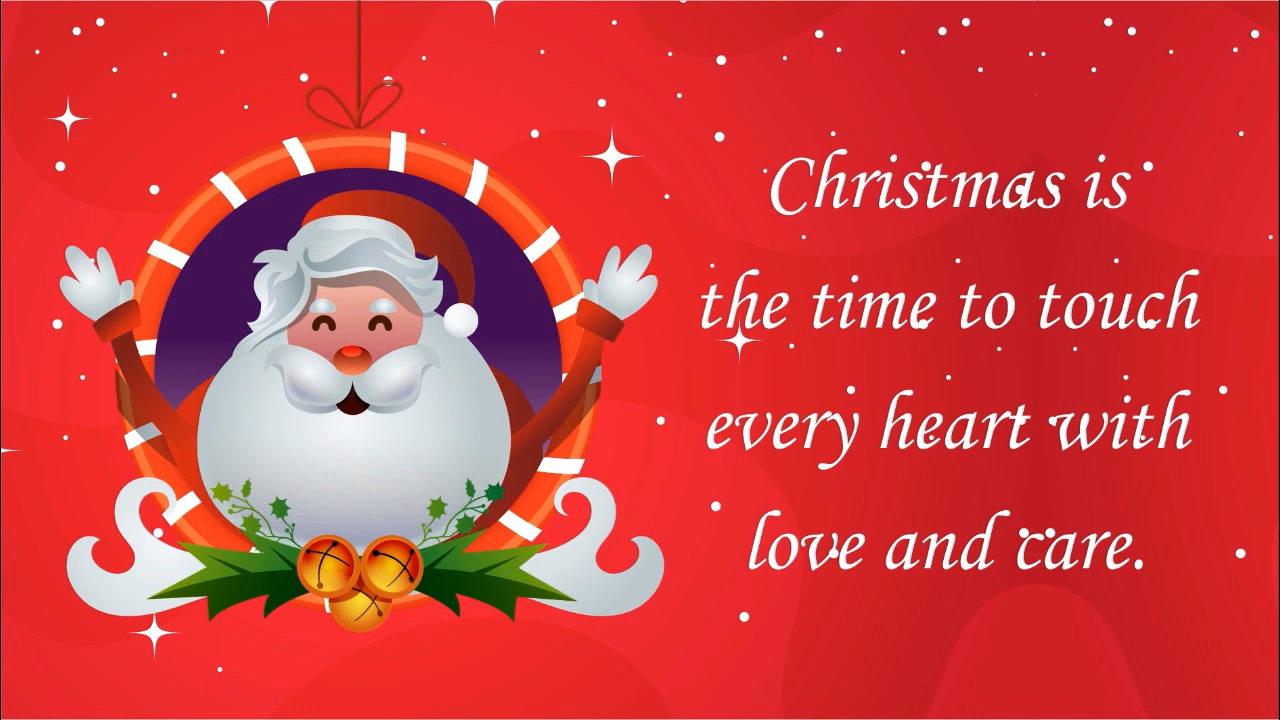 Christmas is
the time to touch
every heart with
love and care.